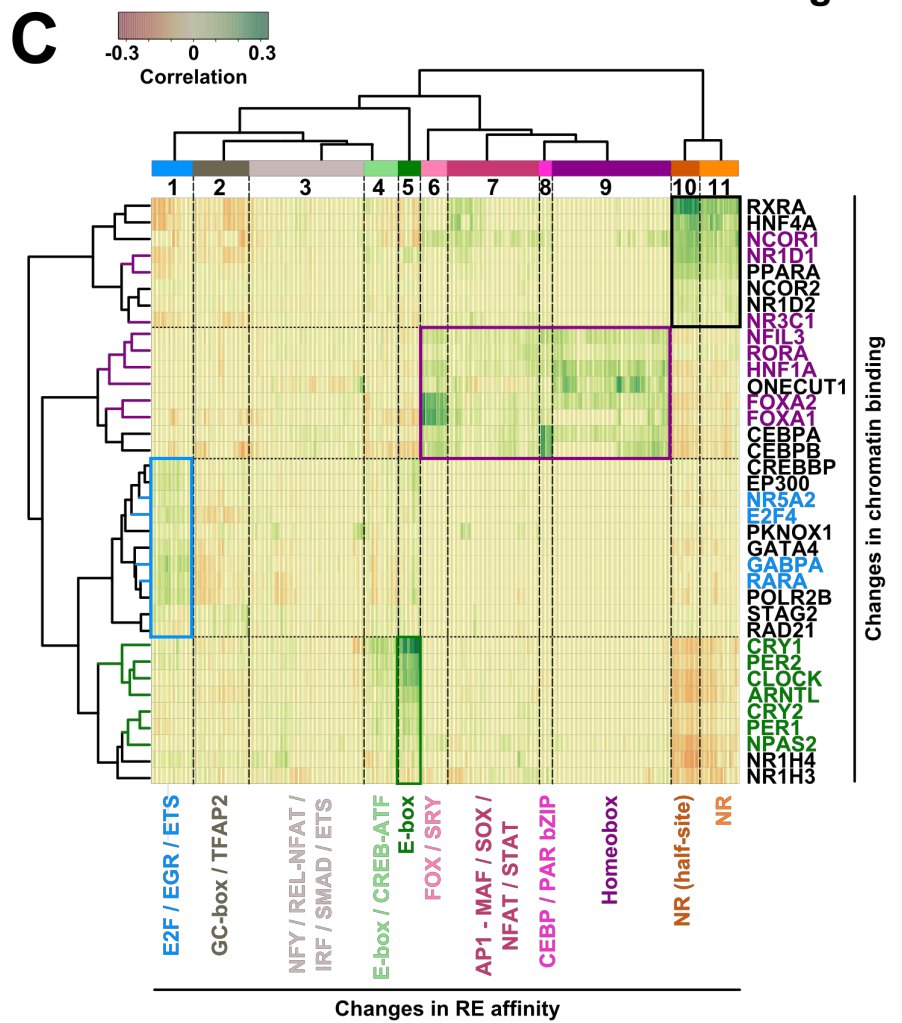 C
g
-0.3 0 0.3
Correlation
1 2 3 4 5 6 7 8 9 10 11
RXRA
HNF4A
NCOR1
NR1D1
PPARA
NCOR2
NR1D2
NR3C1
NFIL3
RORA
HNF1A
ONECUT1
FOXA2
FOXA1
CEBPA
CEBPB
CREBBP
EP300
NR5A2
E2F4
PKNOX1
GATA4
GABPA
RARA
POLR2B
STAG2
RAD21
CRY1
PER2
CLOCK
ARNTL
CRY2
PER1
NPAS2
NR1H4
NR1H3
Changes in chromatin binding
E2F / EGR / ETS
GC-box / TFAP2
NFY / REL-NFAT /
IRF / SMAD / ETS
E-box / CREB-ATF
E-box
FOX / SRY
AP1 - MAF / SOX /
NFAT / STAT
CEBP / PAR bZIP
Homeobox
NR (half-site)
NR
Changes in RE affinity